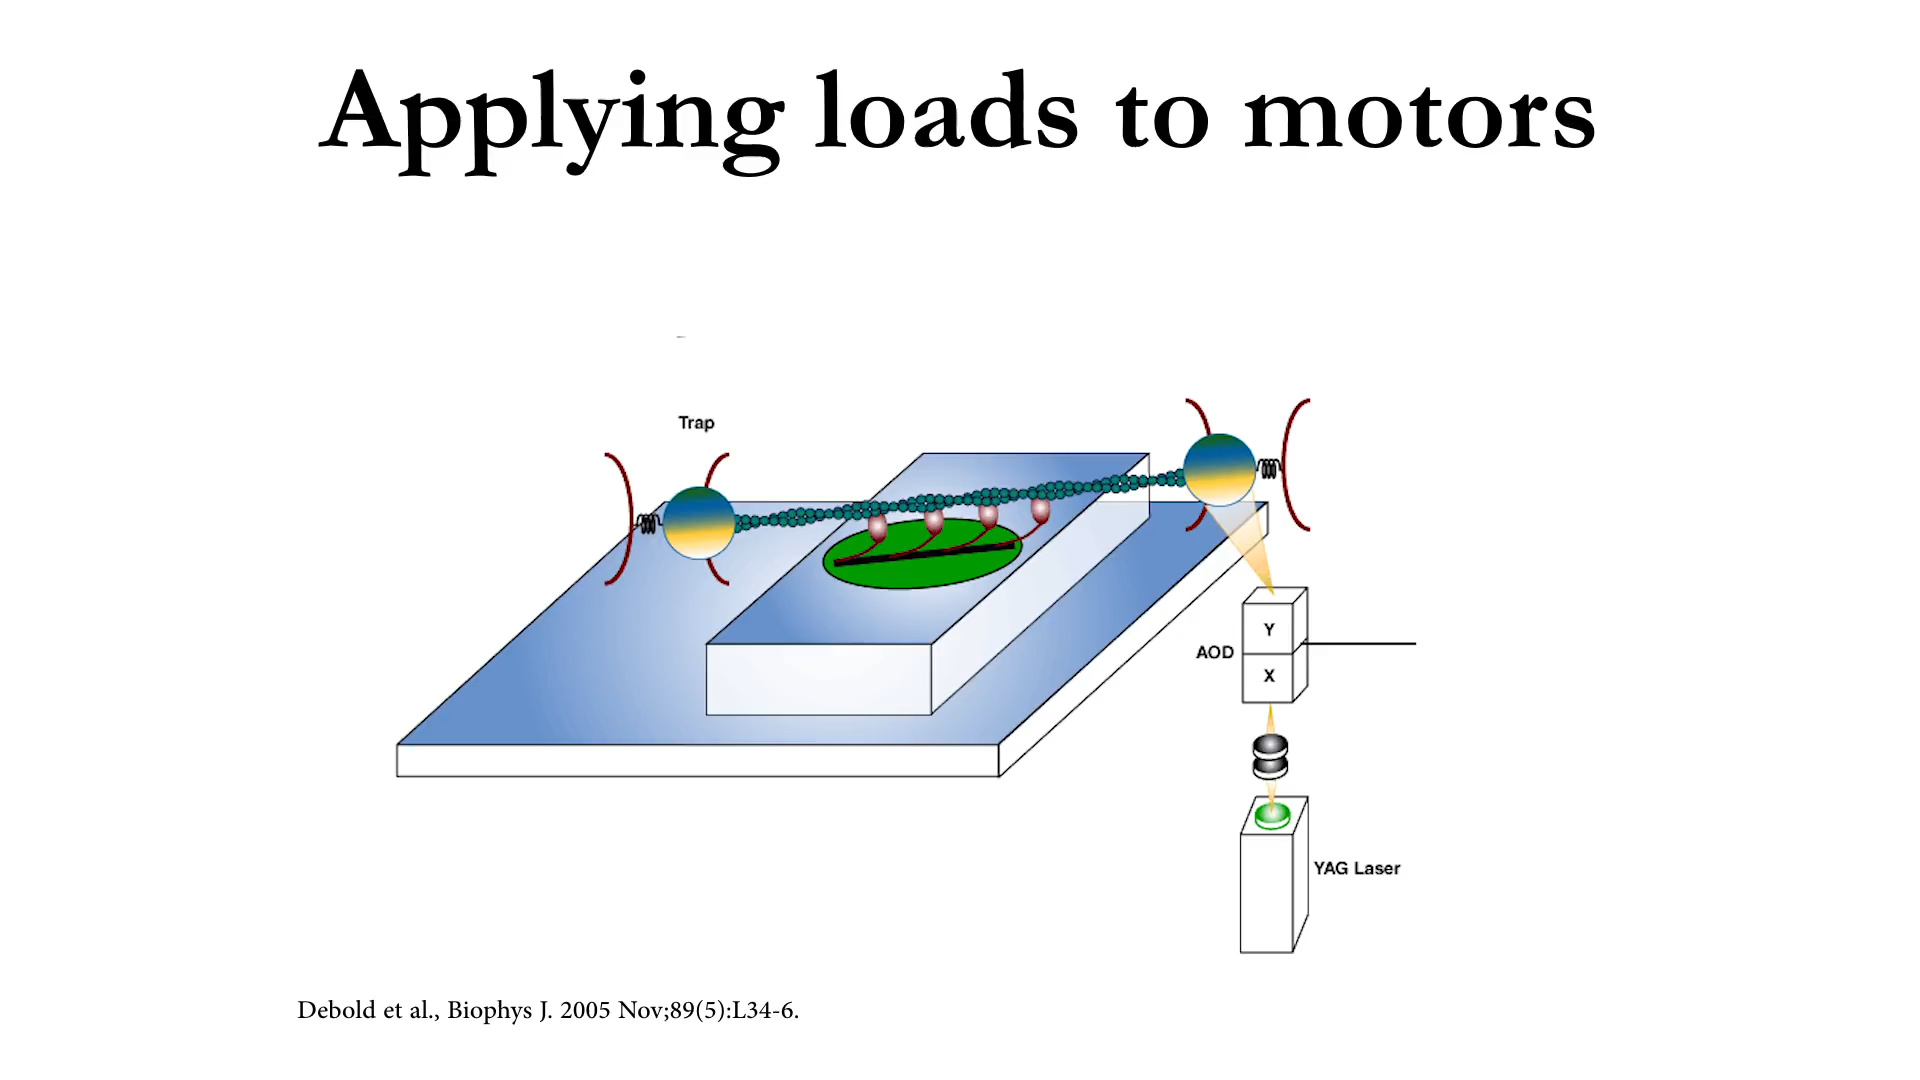 Applying loads to motors
Trap
Y
AOD
X
YAG Laser
Debold et al., Biophys J. 2005 Nov;89(5):L34-6.